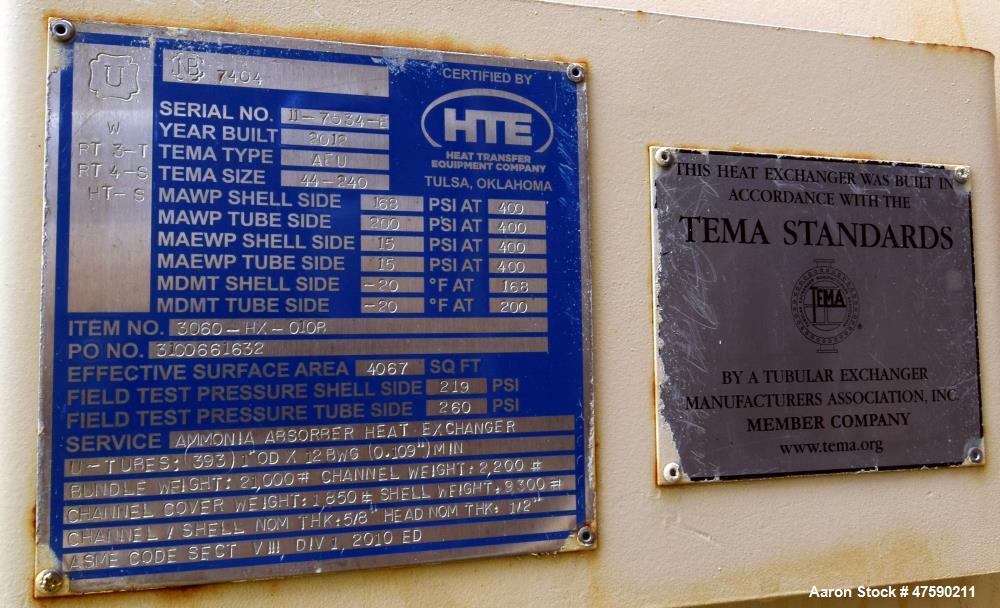 U
NB 7404
W
RT 3-T
RT 4-S
HT-S
CERTIFIED BY
HTE
HEAT TRANSFER
EQUIPMENT COMPANY
TULSA, OKLAHOMA
SERIAL NO. 11-7534-E
YEAR BUILT 2012
TEMA TYPE AFU
TEMA SIZE 44-240
MAWP SHELL SIDE 168 PSI AT 400
MAWP TUBE SIDE 200 PSI AT 400
MAEWP SHELL SIDE 15 PSI AT 400
MAEWP TUBE SIDE 15 PSI AT 400
MDMT SHELL SIDE -20 °F AT 168
MDMT TUBE SIDE -20 °F AT 200
ITEM NO. 3060-HX-010R
PO NO. 3100661632
EFFECTIVE SURFACE AREA 4067 SQ FT
FIELD TEST PRESSURE SHELL SIDE 219 PSI
FIELD TEST PRESSURE TUBE SIDE 260 PSI
SERVICE AMMONIA ABSORBER HEAT EXCHANGER
U-TUBES: (393) 1"OD X 12BWG (0.109") MIN
BUNDLE WEIGHT: 21,000# CHANNEL WEIGHT: 2,200 #
CHANNEL COVER WEIGHT: 1,850 # SHELL WEIGHT: 9,300 #
CHANNEL / SHELL NOM THK: 5/8" HEAD NOM THK: 1/2"
ASME CODE SECT VIII, DIV 1, 2010 ED
THIS HEAT EXCHANGER WAS BUILT IN
ACCORDANCE WITH THE
TEMA STANDARDS
TEMA
®
BY A TUBULAR EXCHANGER
MANUFACTURERS ASSOCIATION, INC.
MEMBER COMPANY
www.tema.org
Aaron Stock # 47590211